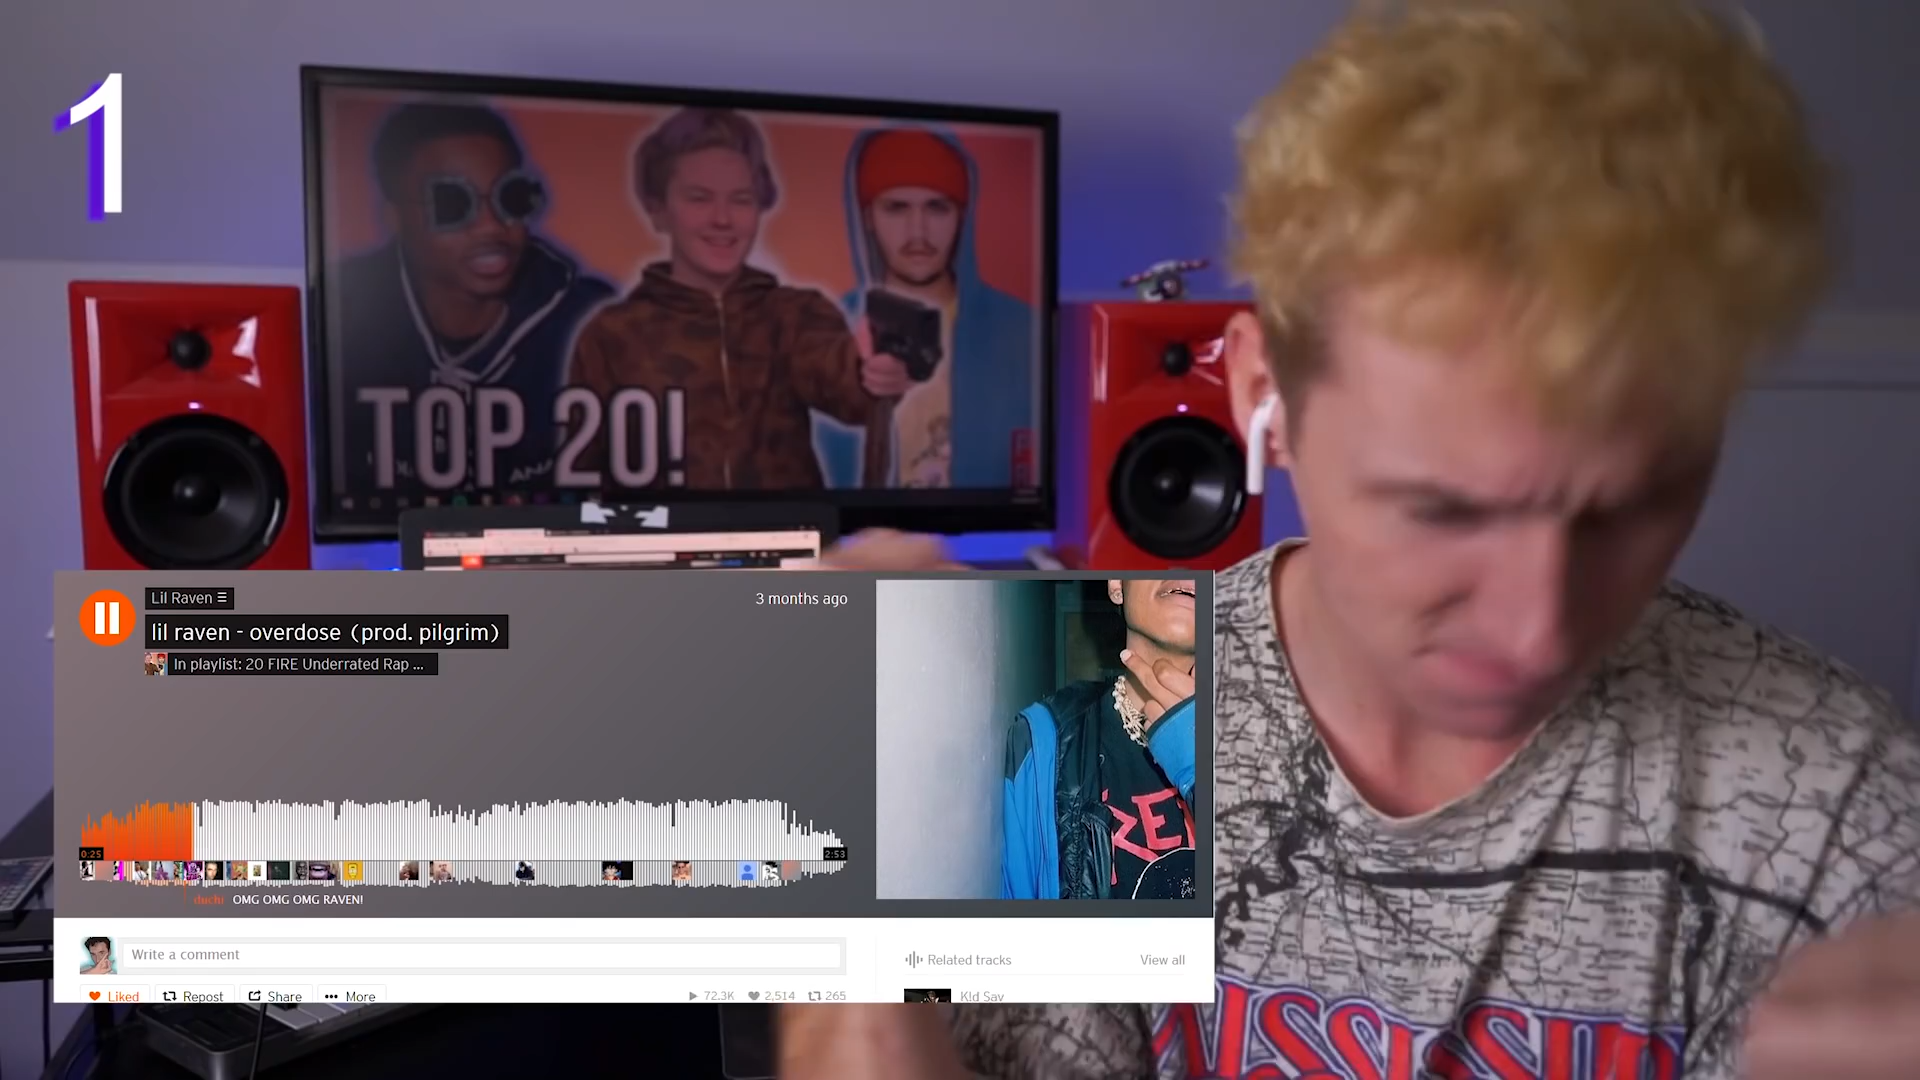 1
TOP 20!
Lil Raven
3 months ago
lil raven - overdose (prod. pilgrim)
In playlist: 20 FIRE Underrated Rap ...
0:25
2:53
duchi OMG OMG OMG RAVEN!
Write a comment
Related tracks
View all
Liked
Repost
Share
More
72.3K
2,514
265
K!d Say